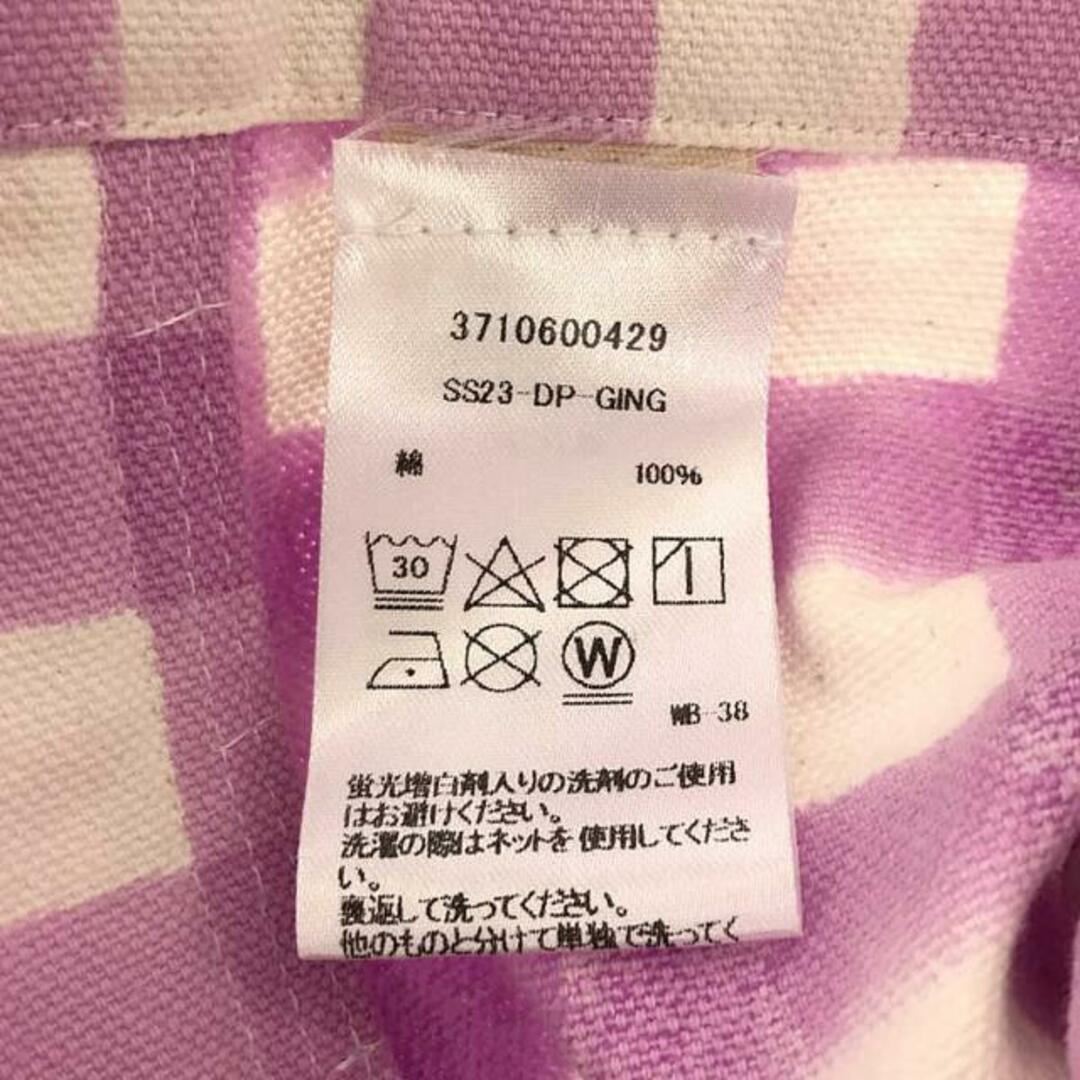 3710600429
SS23-DP-GING
綿 100%
30
W
WB-38
蛍光増白剤入りの洗剤のご使用
はお避けください。
洗濯の際はネットを使用してくださ
い。
裏返して洗ってください。
他のものと分けて単独で洗ってく